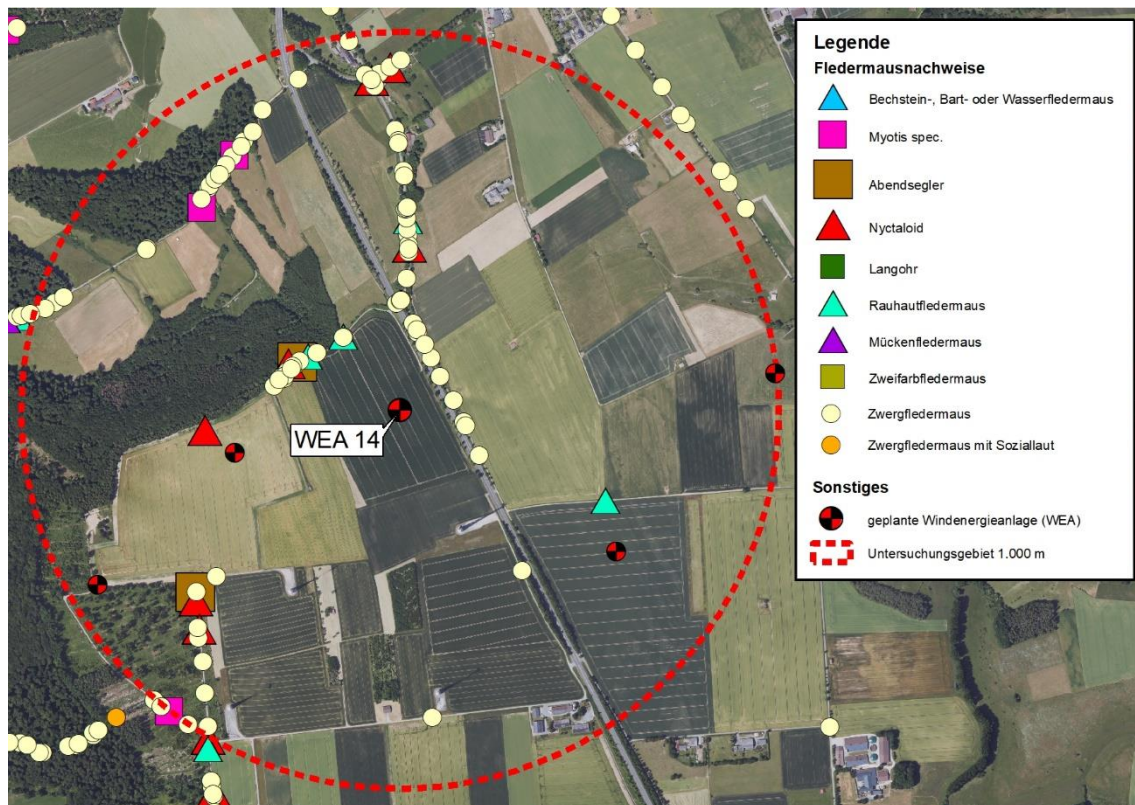 WEA 14
Legende
Fledermausnachweise
Bechstein-, Bart- oder Wasserfledermaus
Myotis spec.
Abendsegler
Nyctaloid
Langohr
Rauhautfledermaus
Mückenfledermaus
Zweifarbfledermaus
Zwergfledermaus
Zwergfledermaus mit Soziallaut
Sonstiges
geplante Windenergieanlage (WEA)
Untersuchungsgebiet 1.000 m